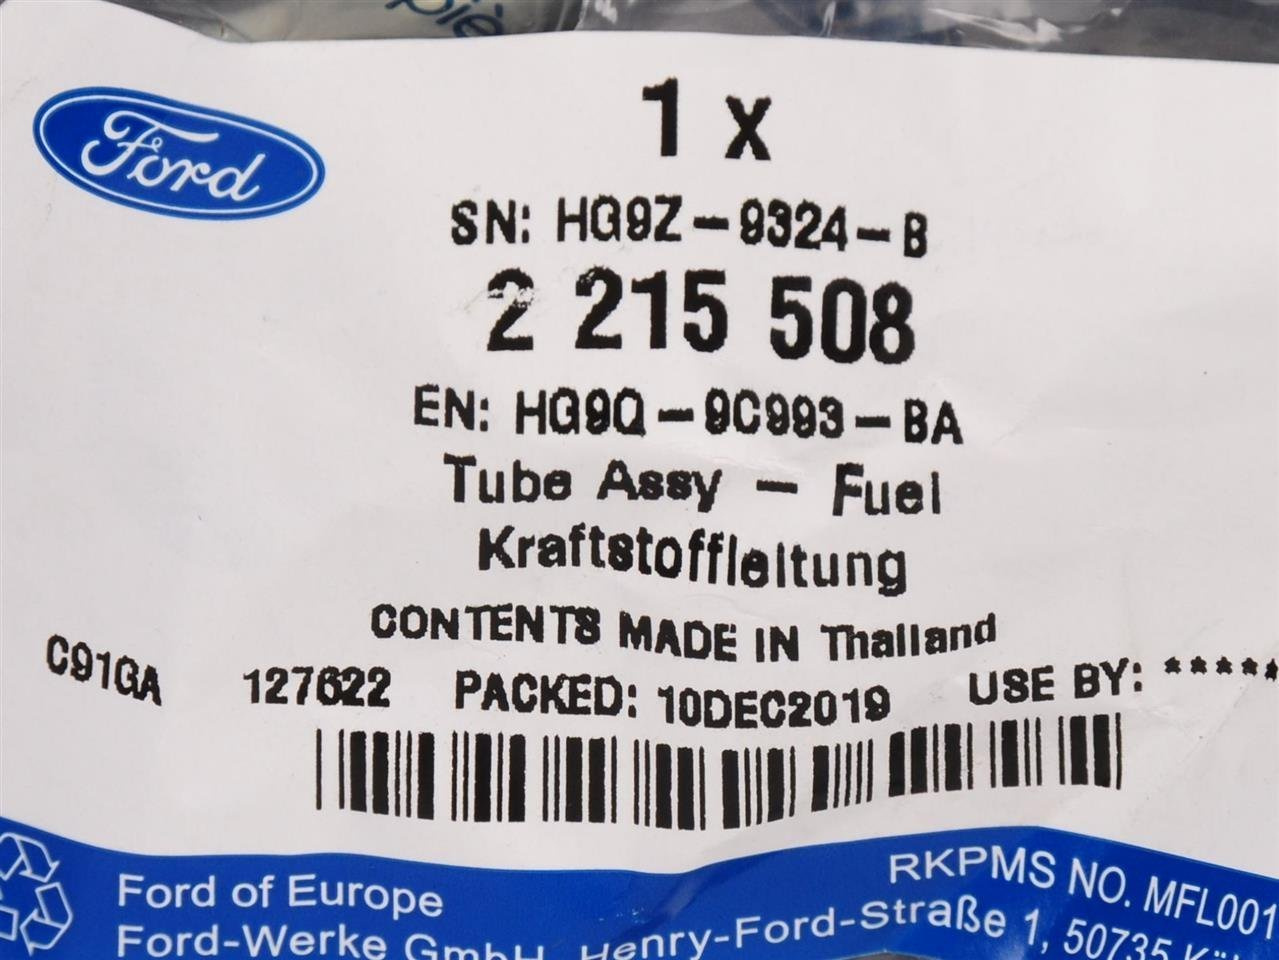 piè
Ford
1 x
SN: HG9Z-9324-B
2 215 508
EN: HG9Q-9C993-BA
Tube Assy - Fuel
Kraftstoffleitung
CONTENTS MADE IN Thailand
C91GA 127622 PACKED: 10DEC2019 USE BY: *****
RKPMS NO. MFL001
Ford of Europe
Ford-Werke GmbH, Henry-Ford-Straße 1, 50735